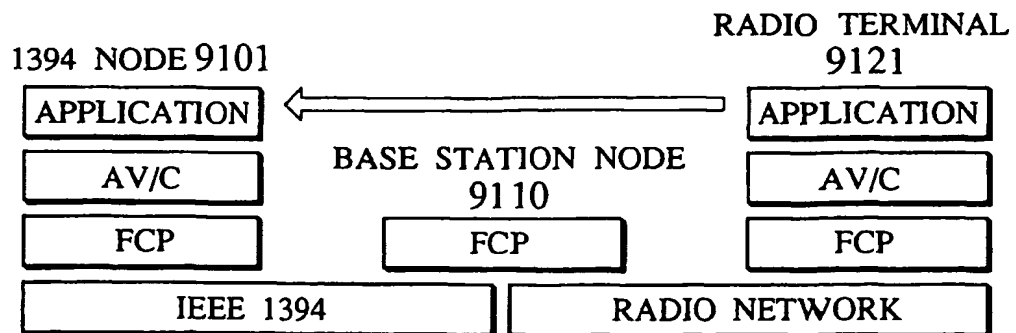 RADIO TERMINAL
9121
1394 NODE 9101
APPLICATION
APPLICATION
BASE STATION NODE
9110
AV/C
AV/C
FCP
FCP
FCP
IEEE 1394
RADIO NETWORK